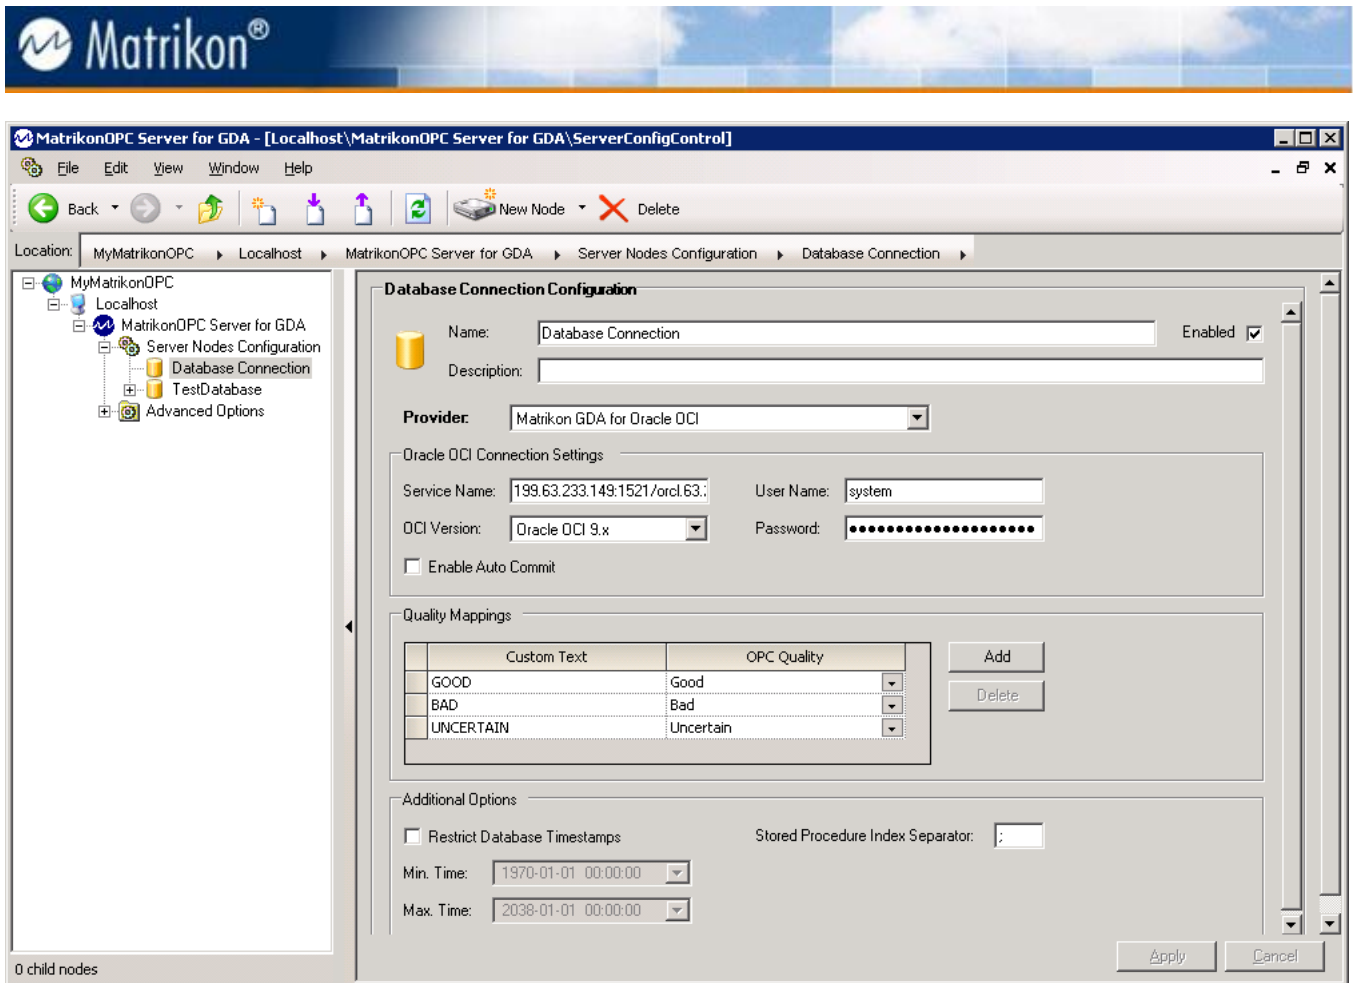 Matrikon®
MatrikonOPC Server for GDA - [Localhost\MatrikonOPC Server for GDA\ServerConfigControl]
File Edit View Window Help
Back New Node Delete
Location: MyMatrikonOPC Localhost MatrikonOPC Server for GDA Server Nodes Configuration Database Connection
MyMatrikonOPC
Localhost
MatrikonOPC Server for GDA
Server Nodes Configuration
Database Connection
TestDatabase
Advanced Options
0 child nodes
Database Connection Configuration
Name: Database Connection Enabled
Description:
Provider: Matrikon GDA for Oracle OCI
Oracle OCI Connection Settings
Service Name: 199.63.233.149:1521/orcl.63. User Name: system
OCI Version: Oracle OCI 9.x Password: ●●●●●●●●●●●●●●●●●●●●
Enable Auto Commit
Quality Mappings
Custom Text OPC Quality
GOOD Good
BAD Bad
UNCERTAIN Uncertain
Add
Delete
Additional Options
Restrict Database Timestamps Stored Procedure Index Separator: ;
Min. Time: 1970-01-01 00:00:00
Max. Time: 2038-01-01 00:00:00
Apply Cancel